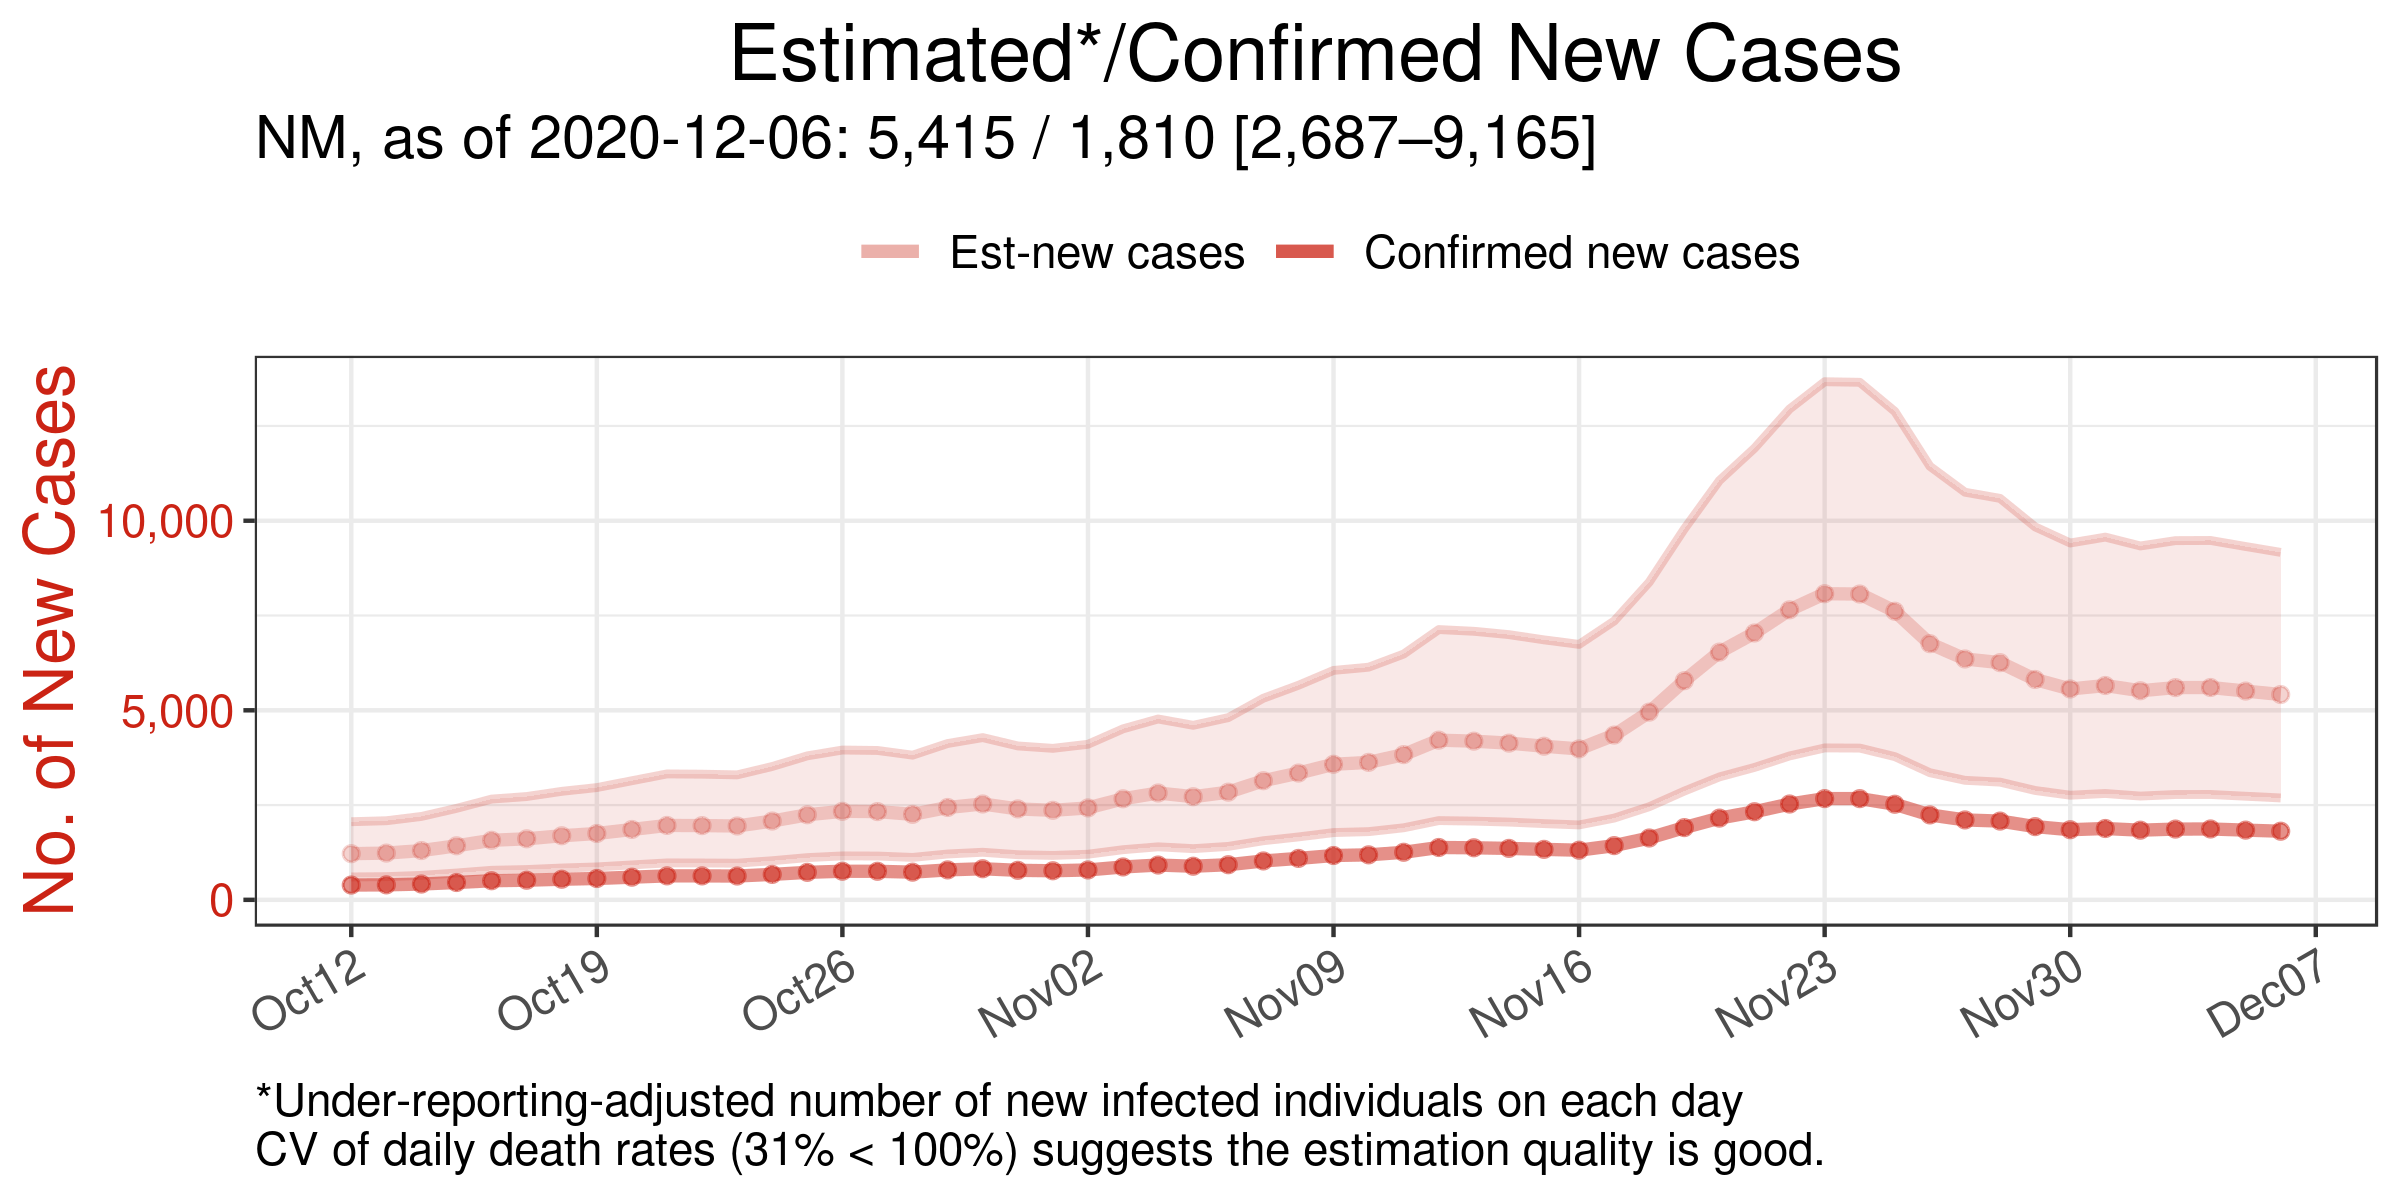 Estimated*/Confirmed New Cases
NM, as of 2020-12-06: 5,415 / 1,810 [2,687–9,165]
Est-new cases
Confirmed new cases
No. of New Cases
10,000
5,000
0
Oct12
Oct19
Oct26
Nov02
Nov09
Nov16
Nov23
Nov30
Dec07
*Under-reporting-adjusted number of new infected individuals on each day
CV of daily death rates (31% < 100%) suggests the estimation quality is good.